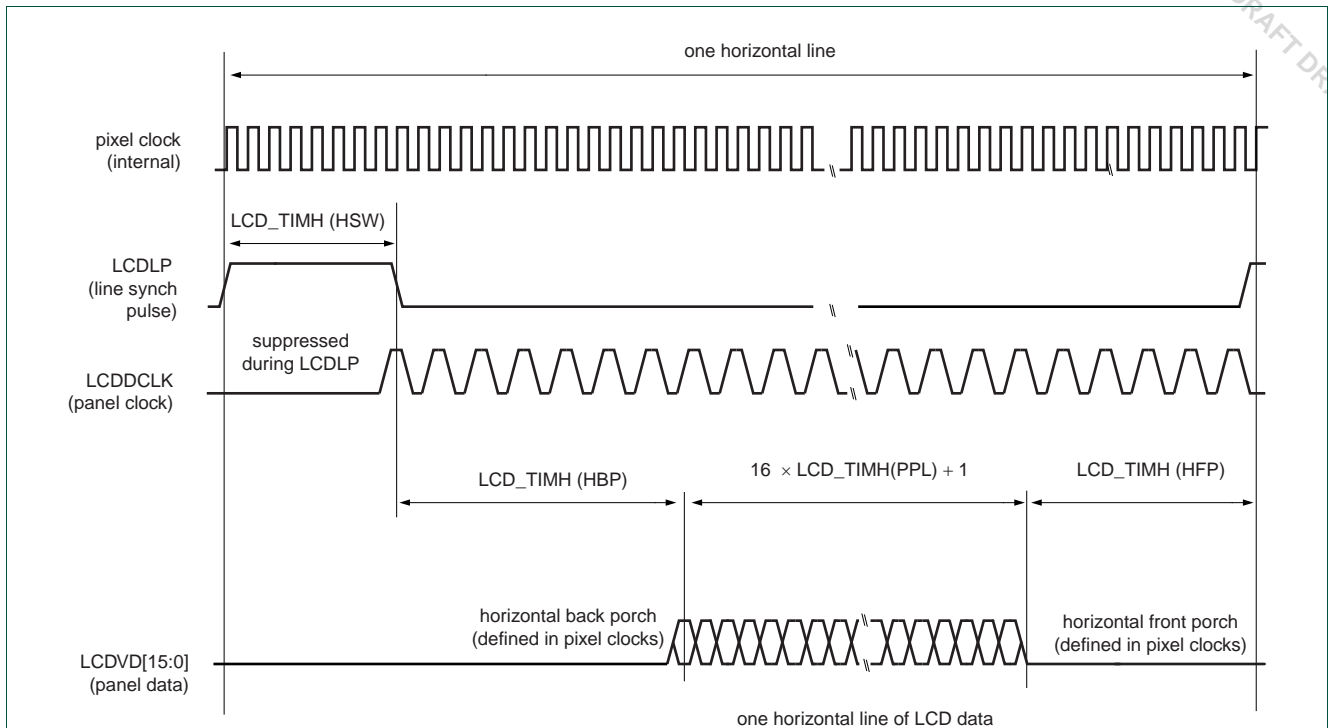 DRAFT DRA
one horizontal line
pixel clock
(internal)
LCD_TIMH (HSW)
LCDLP
(line synch
pulse)
suppressed
during LCDLP
LCDDCLK
(panel clock)
LCD_TIMH (HBP)
16 × LCD_TIMH(PPL) + 1
LCD_TIMH (HFP)
horizontal back porch
(defined in pixel clocks)
horizontal front porch
(defined in pixel clocks)
LCDVD[15:0]
(panel data)
one horizontal line of LCD data